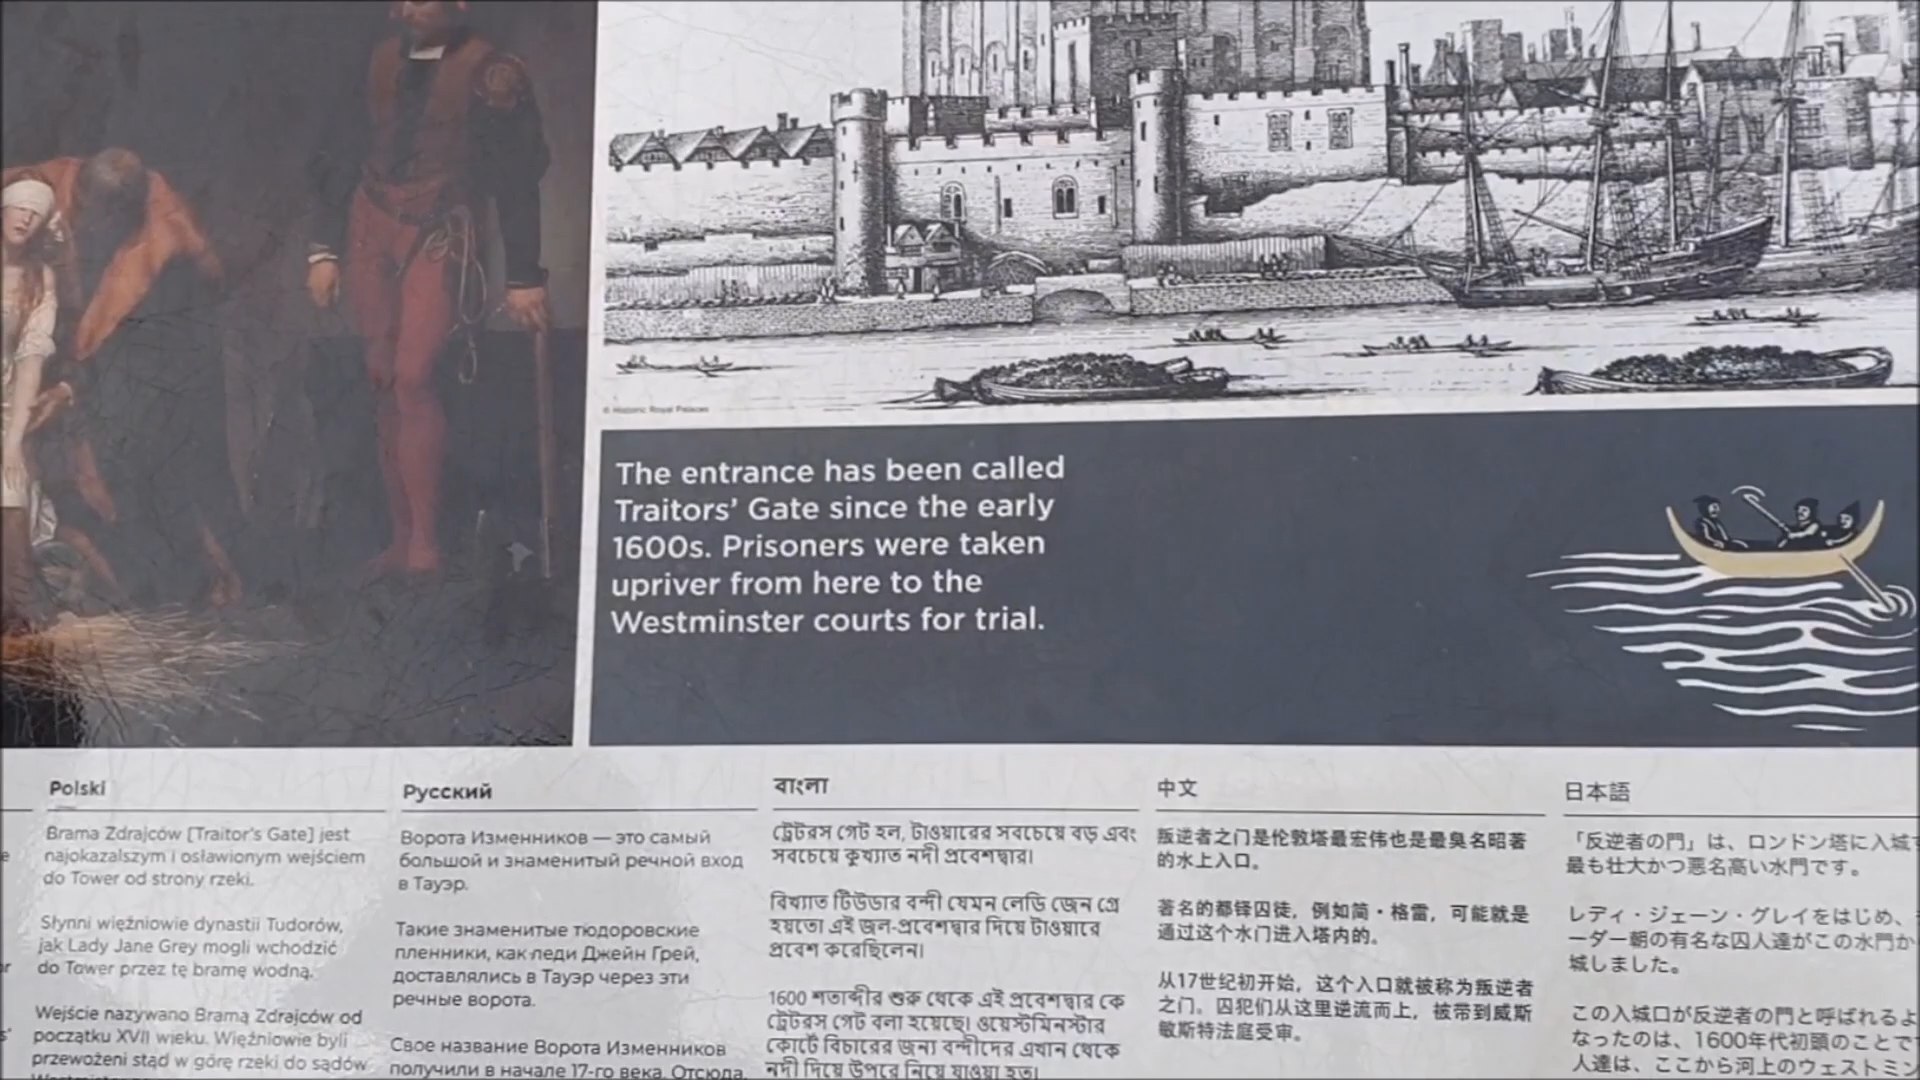 © Historic Royal Palaces
The entrance has been called
Traitors’ Gate since the early
1600s. Prisoners were taken
upriver from here to the
Westminster courts for trial.
Polski
Brama Zdrajców [Traitor's Gate] jest
najokazalszym i osławionym wejściem
do Tower od strony rzeki.
Słynni więźniowie dynastii Tudorów,
jak Lady Jane Grey mogli wchodzić
do Tower przez tę bramę wodną.
Wejście nazywano Bramą Zdrajców od
początku XVII wieku. Więźniowie byli
przewożeni stąd w górę rzeki do sądów
Русский
Ворота Изменников — это самый
большой и знаменитый речной вход
в Тауэр.
Такие знаменитые тюдоровские
пленники, как леди Джейн Грей,
доставлялись в Тауэр через эти
речные ворота.
Свое название Ворота Изменников
получили в начале 17-го века. Отсюда,
বাংলা
ট্রেটরস গেট হল, টাওয়ারের সবচেয়ে বড় এবং
সবচেয়ে কুখ্যাত নদী প্রবেশদ্বার।
বিখ্যাত টিউডার বন্দী যেমন লেডি জেন গ্রে
হয়তো এই জল-প্রবেশদ্বার দিয়ে টাওয়ারে
প্রবেশ করেছিলেন।
1600 শতাব্দীর শুরু থেকে এই প্রবেশদ্বার কে
ট্রেটরস গেট বলা হয়েছে। ওয়েস্টমিনস্টার
কোর্টে বিচারের জন্য বন্দীদের এখান থেকে
নদী দিয়ে উপরে নিয়ে যাওয়া হত।
中文
叛逆者之门是伦敦塔最宏伟也是最臭名昭著
的水上入口。
著名的都铎囚徒，例如简・格雷，可能就是
通过这个水门进入塔内的。
从17世纪初开始，这个入口就被称为叛逆者
之门。囚犯们从这里逆流而上，被带到威斯
敏斯特法庭受审。
日本語
「反逆者の門」は、ロンドン塔に入城す
最も壮大かつ悪名高い水門です。
レディ・ジェーン・グレイをはじめ、
ーダー朝の有名な囚人達がこの水門か
城しました。
この入城口が反逆者の門と呼ばれるよ
なったのは、1600年代初頭のことで
人達は、ここから河上のウェストミン